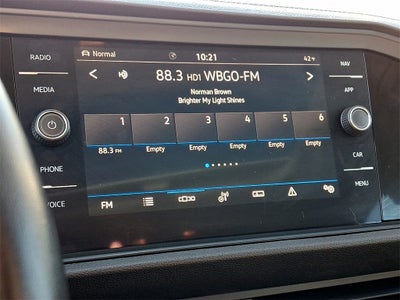 RADIO
MEDIA
PHONE
VOICE
Normal 10:21 42°F
88.3 HD1 WBGO-FM
Norman Brown
Brighter My Light Shines
1 2 3 4 5 6
88.3 FM Empty Empty Empty Empty Empty
FM
NAV
APP
CAR
MENU